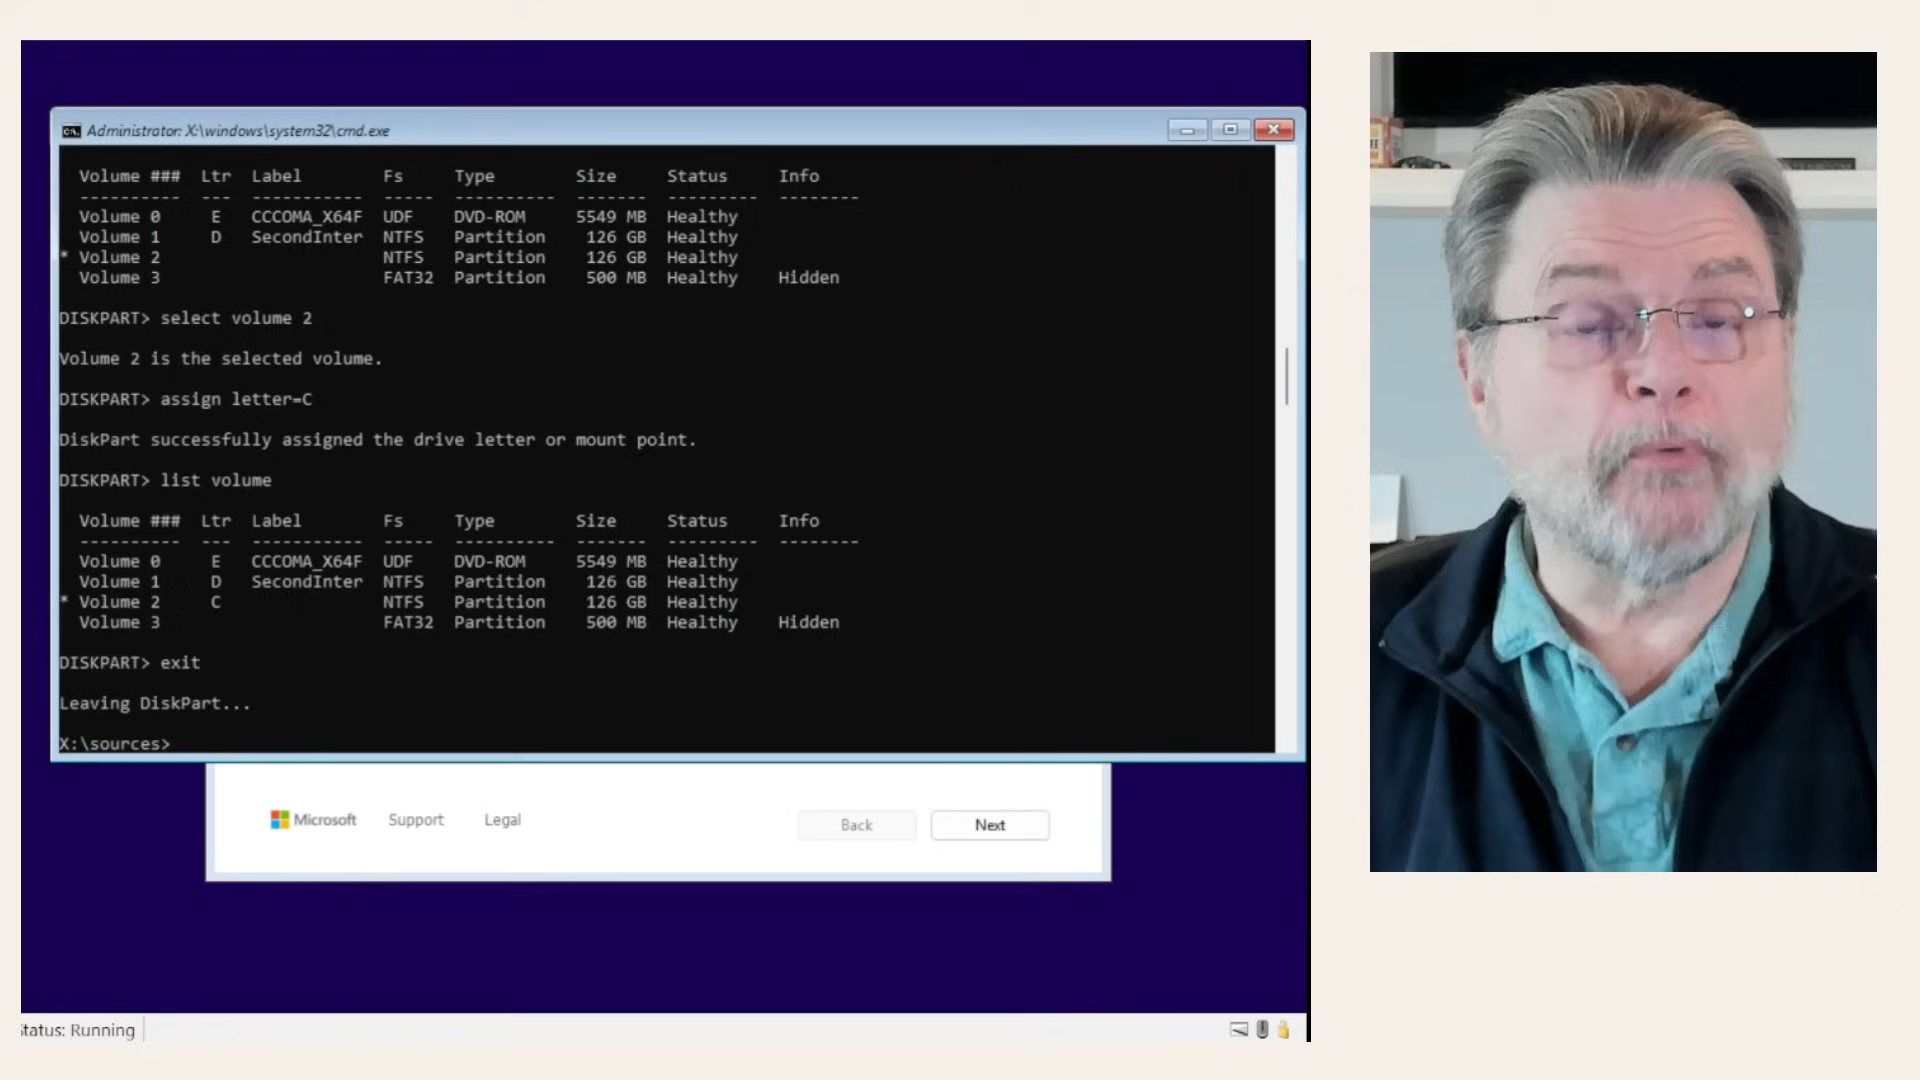 Administrator: X:\windows\system32\cmd.exe
Volume ### Ltr Label Fs Type Size Status Info
---------- --- ----------- ----- ---------- ------- --------- --------
Volume 0 E CCCOMA_X64F UDF DVD-ROM 5549 MB Healthy
Volume 1 D SecondInter NTFS Partition 126 GB Healthy
* Volume 2 NTFS Partition 126 GB Healthy
Volume 3 FAT32 Partition 500 MB Healthy Hidden
DISKPART> select volume 2
Volume 2 is the selected volume.
DISKPART> assign letter=C
DiskPart successfully assigned the drive letter or mount point.
DISKPART> list volume
Volume ### Ltr Label Fs Type Size Status Info
---------- --- ----------- ----- ---------- ------- --------- --------
Volume 0 E CCCOMA_X64F UDF DVD-ROM 5549 MB Healthy
Volume 1 D SecondInter NTFS Partition 126 GB Healthy
* Volume 2 C NTFS Partition 126 GB Healthy
Volume 3 FAT32 Partition 500 MB Healthy Hidden
DISKPART> exit
Leaving DiskPart...
X:\sources>
Microsoft Support Legal Back Next
tatus: Running